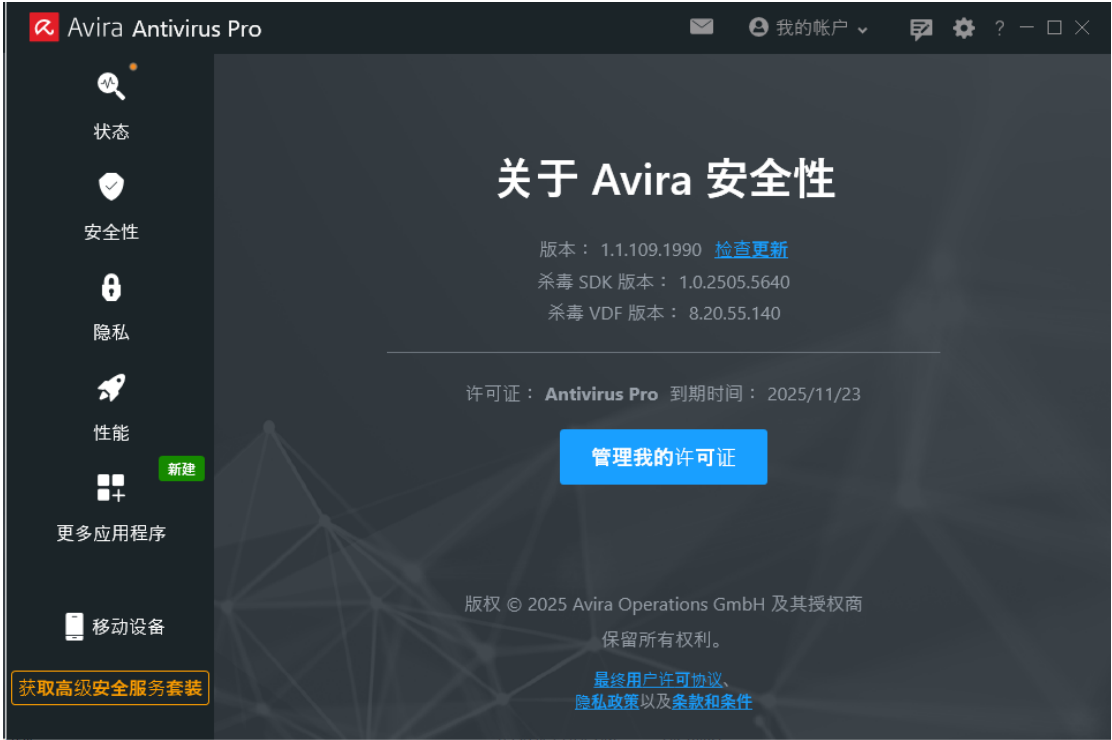 Avira Antivirus Pro
我的帐户
?
状态
安全性
隐私
性能
新建
更多应用程序
移动设备
获取高级安全服务套装
关于 Avira 安全性
版本： 1.1.109.1990 检查更新
杀毒 SDK 版本： 1.0.2505.5640
杀毒 VDF 版本： 8.20.55.140
许可证： Antivirus Pro 到期时间： 2025/11/23
管理我的许可证
版权 © 2025 Avira Operations GmbH 及其授权商
保留所有权利。
最终用户许可协议、
隐私政策以及条款和条件